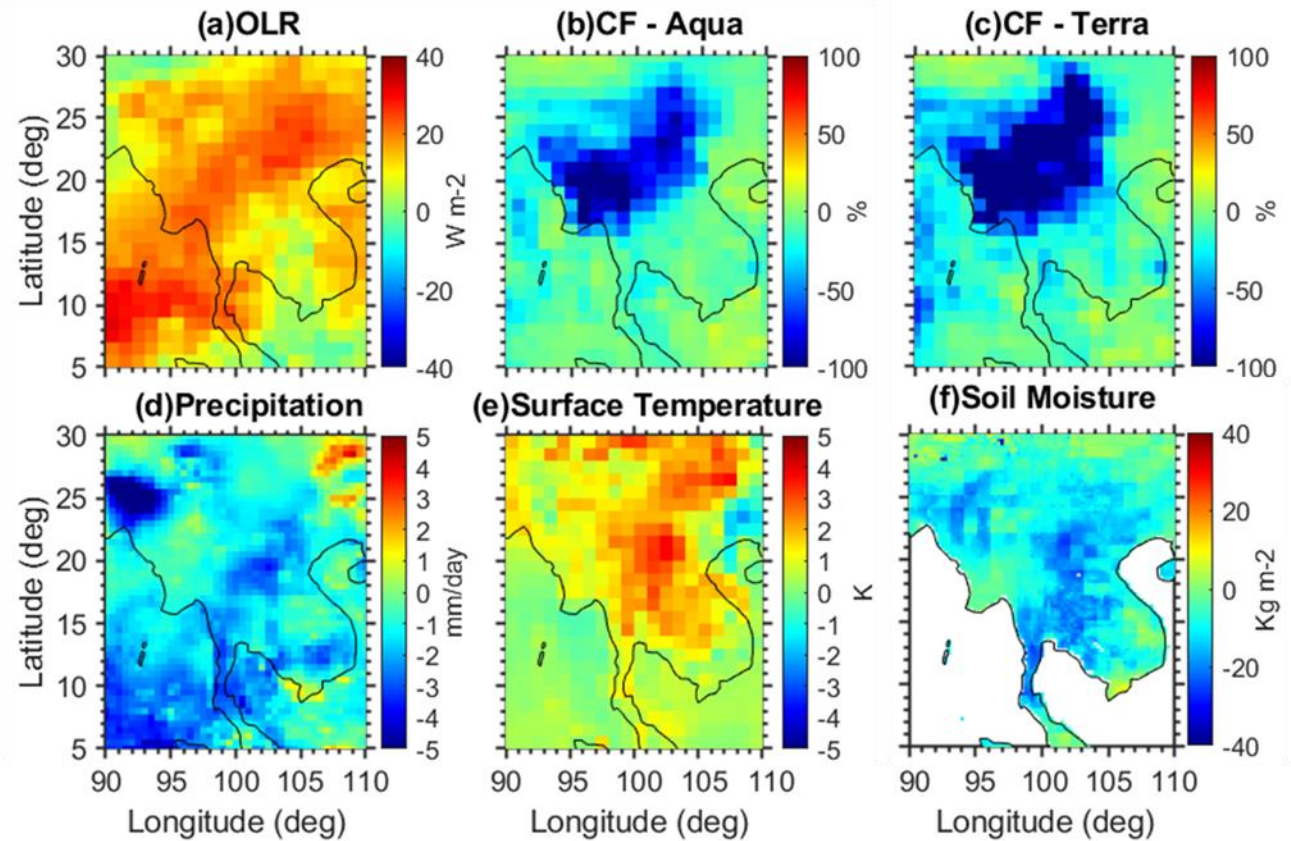 (a)OLR (b)CF - Aqua (c)CF - Terra
30 40 100 100
25 20 50 50
20 0 0 0
15 -20 -50 -50
10
5 -40 -100 -100
Latitude (deg) W m-2 % %
(d)Precipitation (e)Surface Temperature (f)Soil Moisture
30 5 5 40
4 4
25 3 3 20
2 2
20 1 1
0 0 0
15 -1 -1
-2 -2
10 -3 -3 -20
-4 -4
5 -5 -5 -40
Latitude (deg) mm/day K Kg m-2
90 95 100 105 110 90 95 100 105 110 90 95 100 105 110
Longitude (deg) Longitude (deg) Longitude (deg)